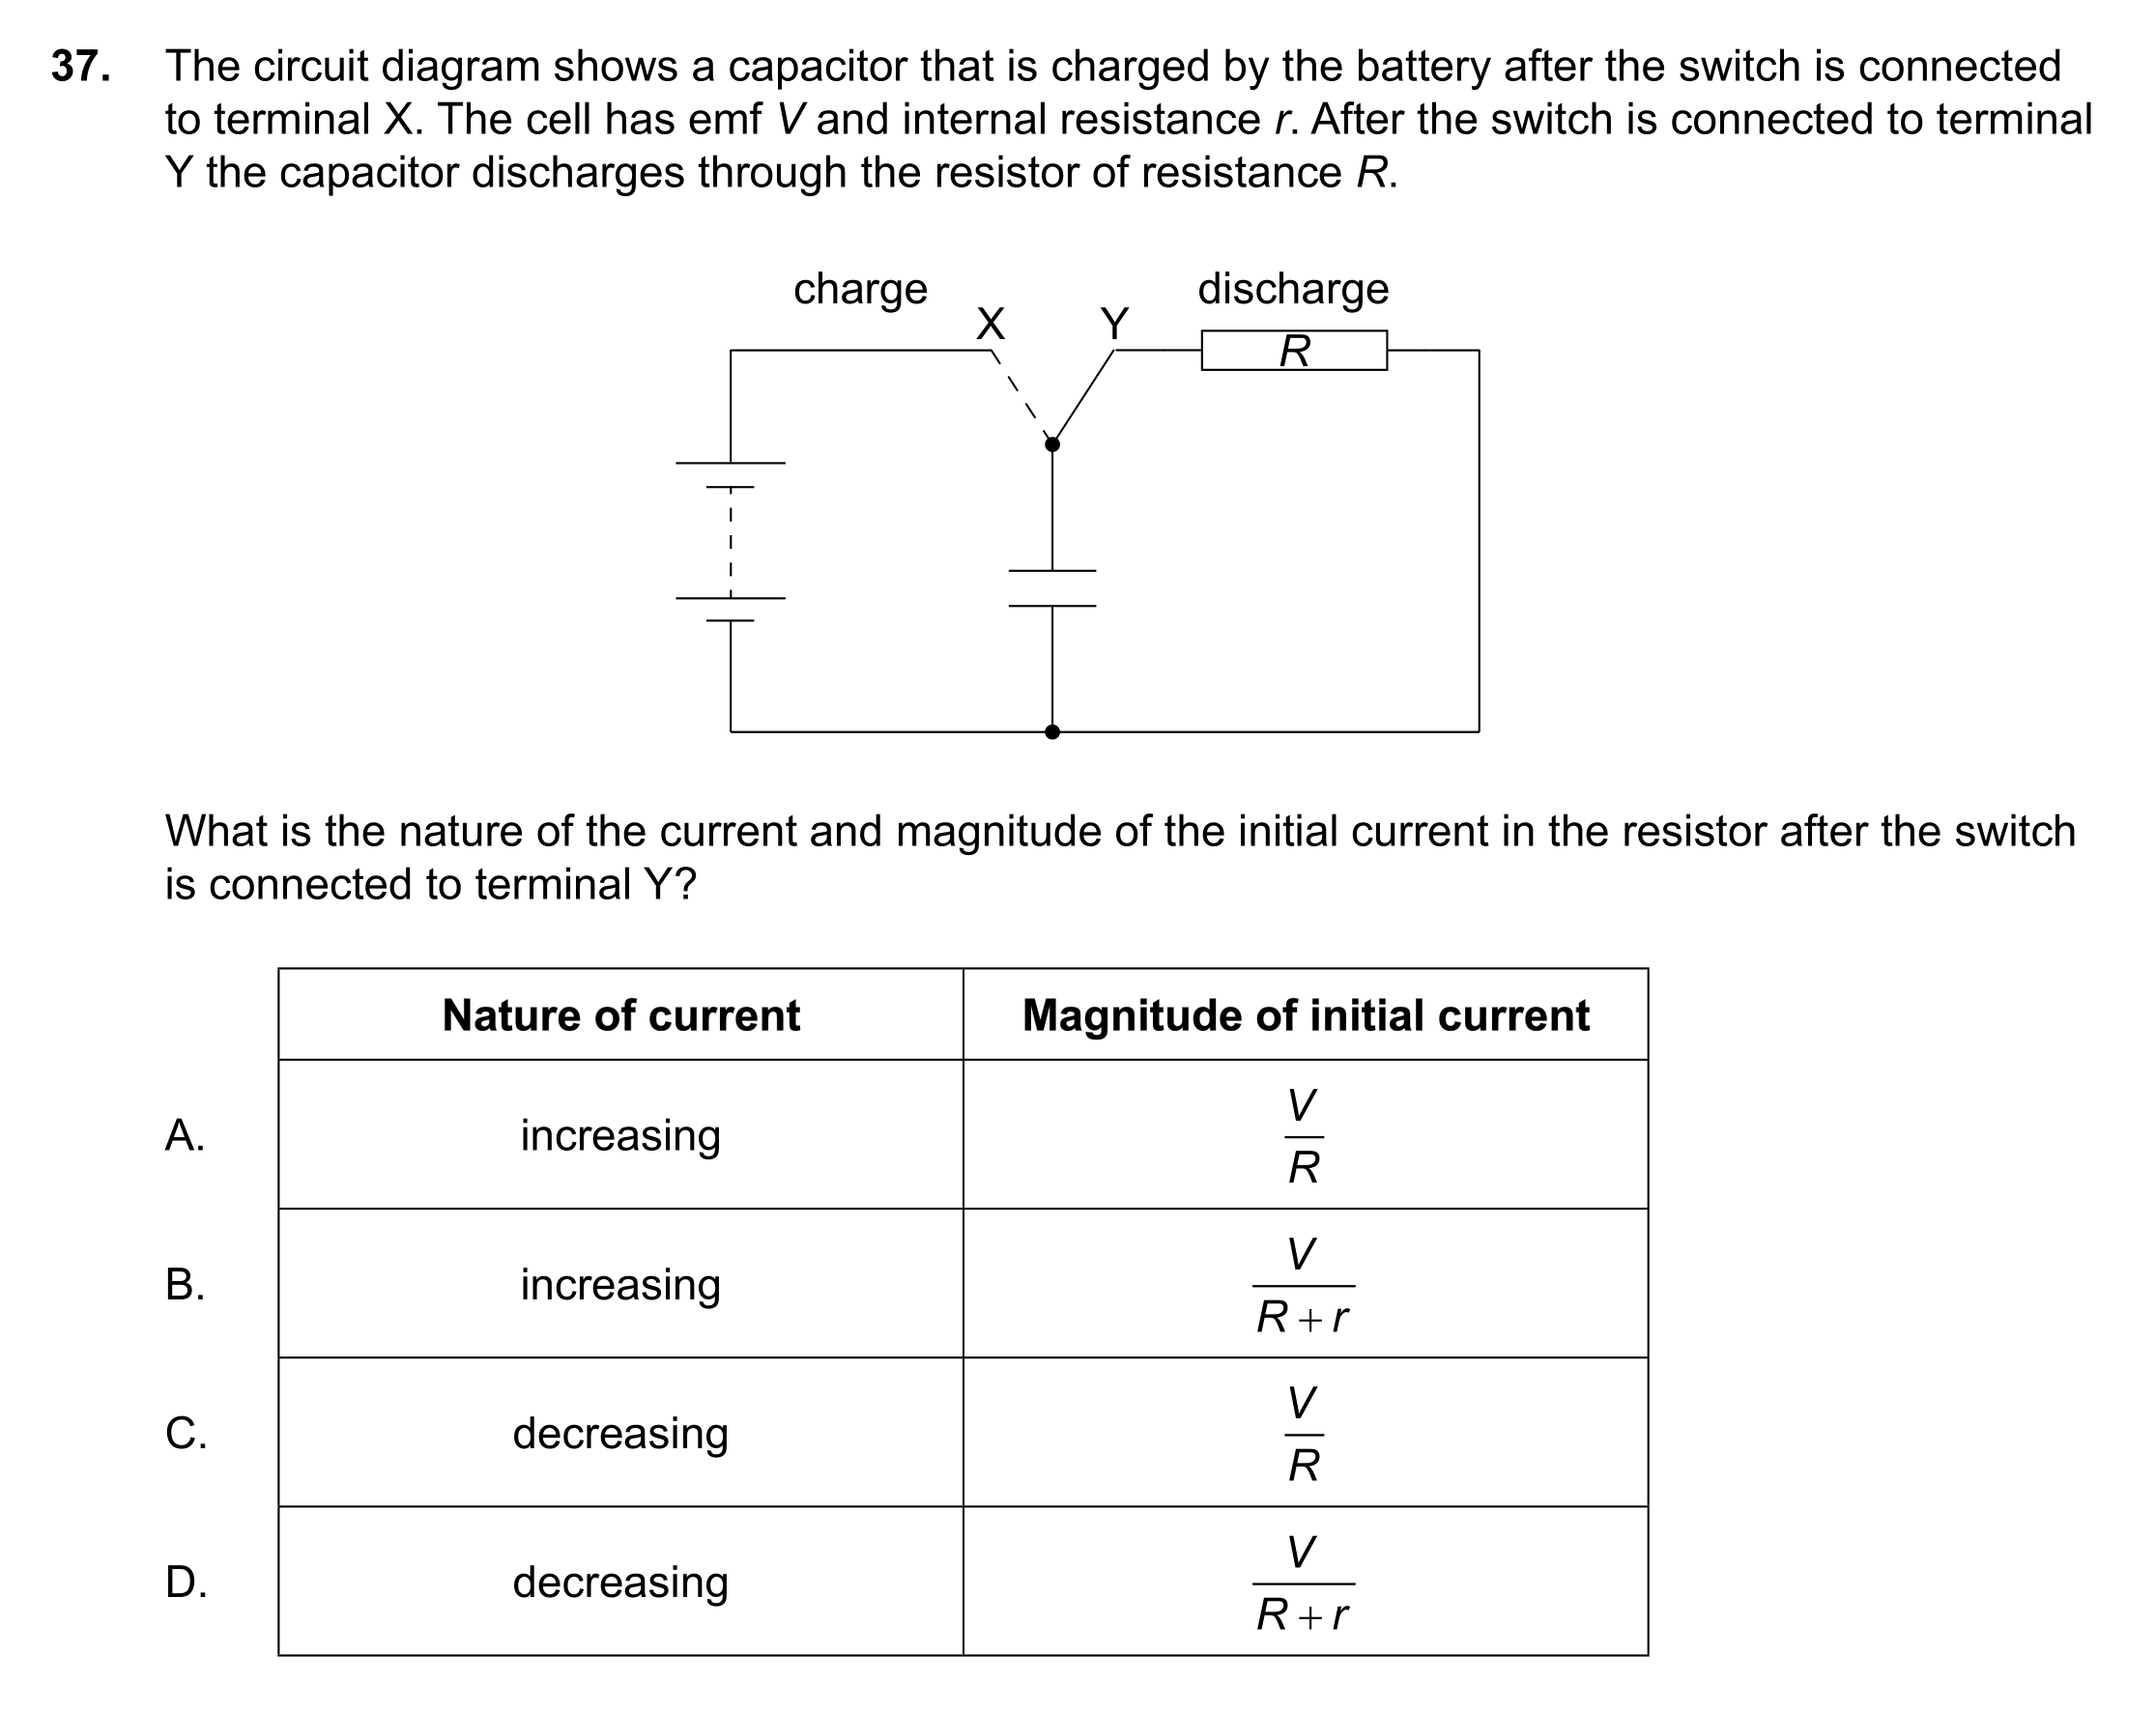 37. The circuit diagram shows a capacitor that is charged by the battery after the switch is connected
to terminal X. The cell has emf V and internal resistance r. After the switch is connected to terminal
Y the capacitor discharges through the resistor of resistance R.
charge discharge
X Y
R
What is the nature of the current and magnitude of the initial current in the resistor after the switch
is connected to terminal Y?
Nature of current Magnitude of initial current
A. increasing V/R
B. increasing V/(R + r)
C. decreasing V/R
D. decreasing V/(R + r)